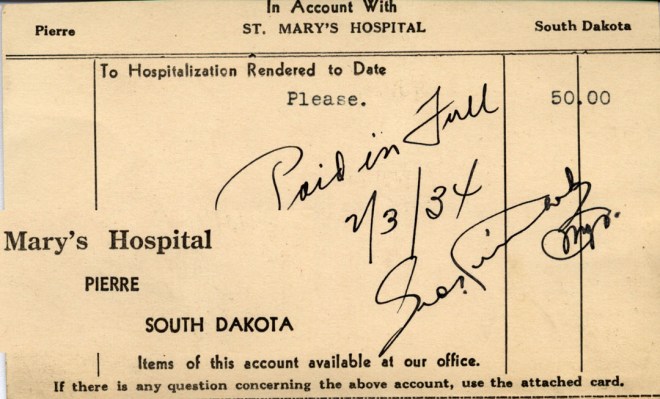 In Account With
Pierre ST. MARY'S HOSPITAL South Dakota
To Hospitalization Rendered to Date
Please. 50.00
Paid in Full
2/3/34
Mary's Hospital
PIERRE
SOUTH DAKOTA
Items of this account available at our office.
If there is any question concerning the above account, use the attached card.